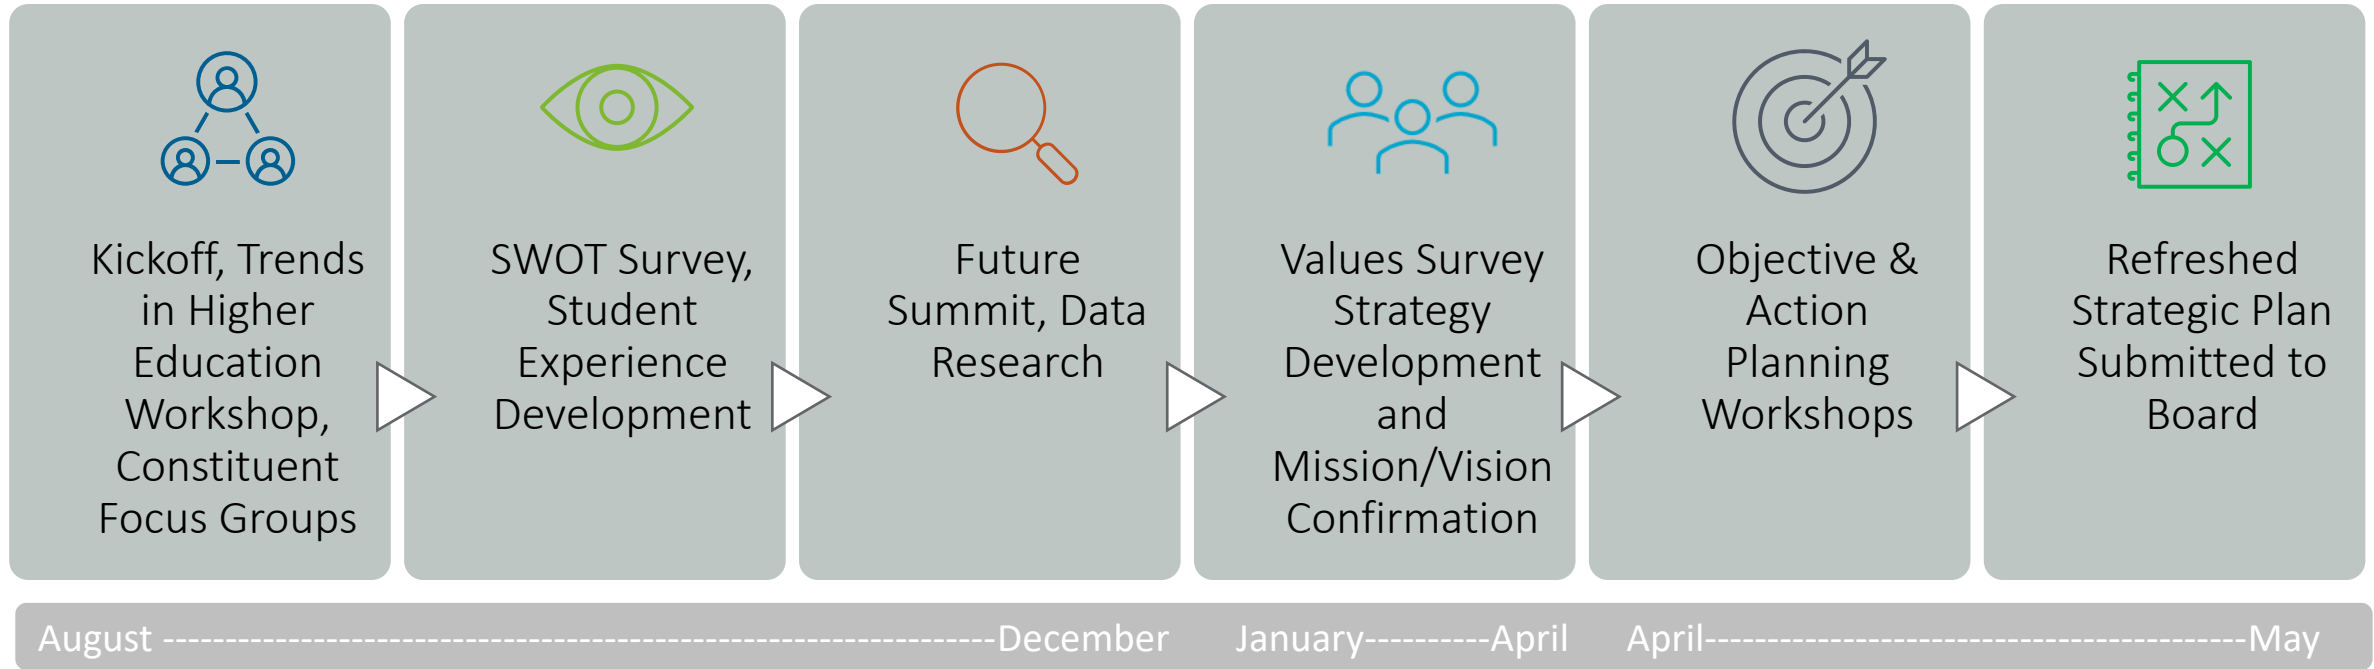 Kickoff, Trends
in Higher
Education
Workshop,
Constituent
Focus Groups
SWOT Survey,
Student
Experience
Development
Future
Summit, Data
Research
Values Survey
Strategy
Development
and
Mission/Vision
Confirmation
Objective &
Action
Planning
Workshops
Refreshed
Strategic Plan
Submitted to
Board
August -------------------------------------------------------------------December January----------April April--------------------------------------------May